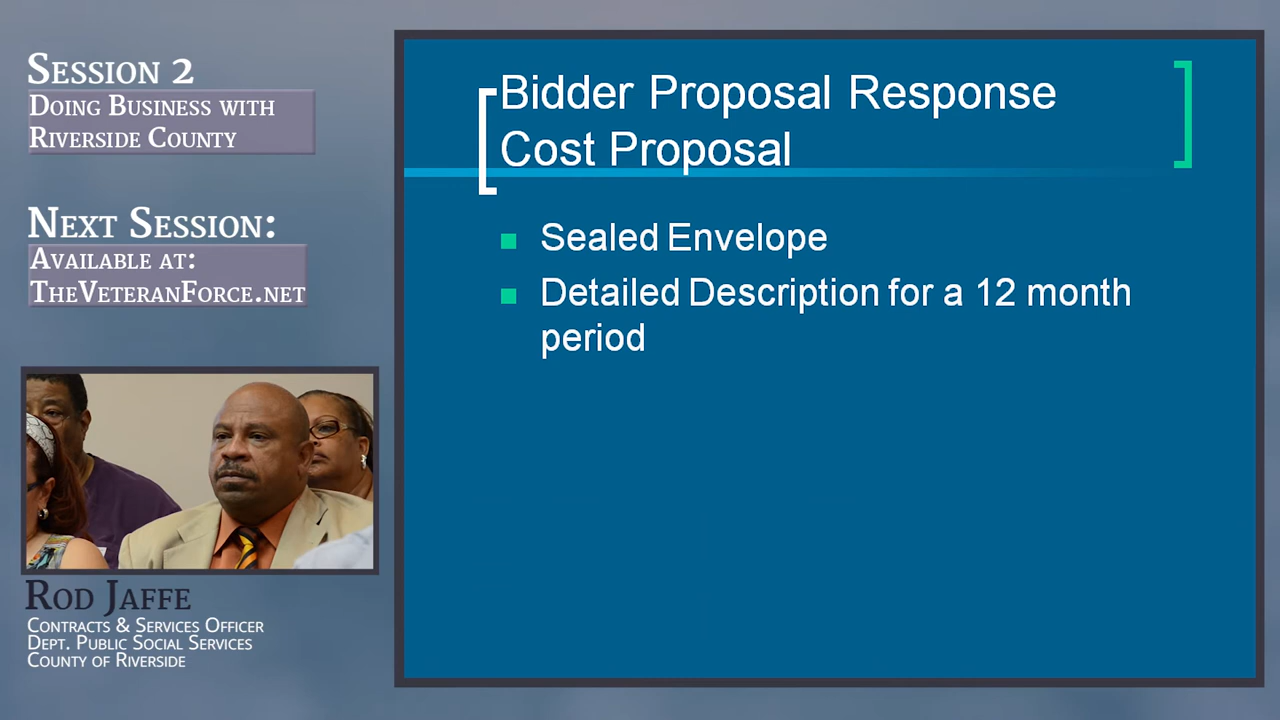 Session 2
Doing Business with
Riverside County
Next Session:
Available at:
TheVeteranForce.net
Rod Jaffe
Contracts & Services Officer
Dept. Public Social Services
County of Riverside
Bidder Proposal Response
Cost Proposal
Sealed Envelope
Detailed Description for a 12 month
period